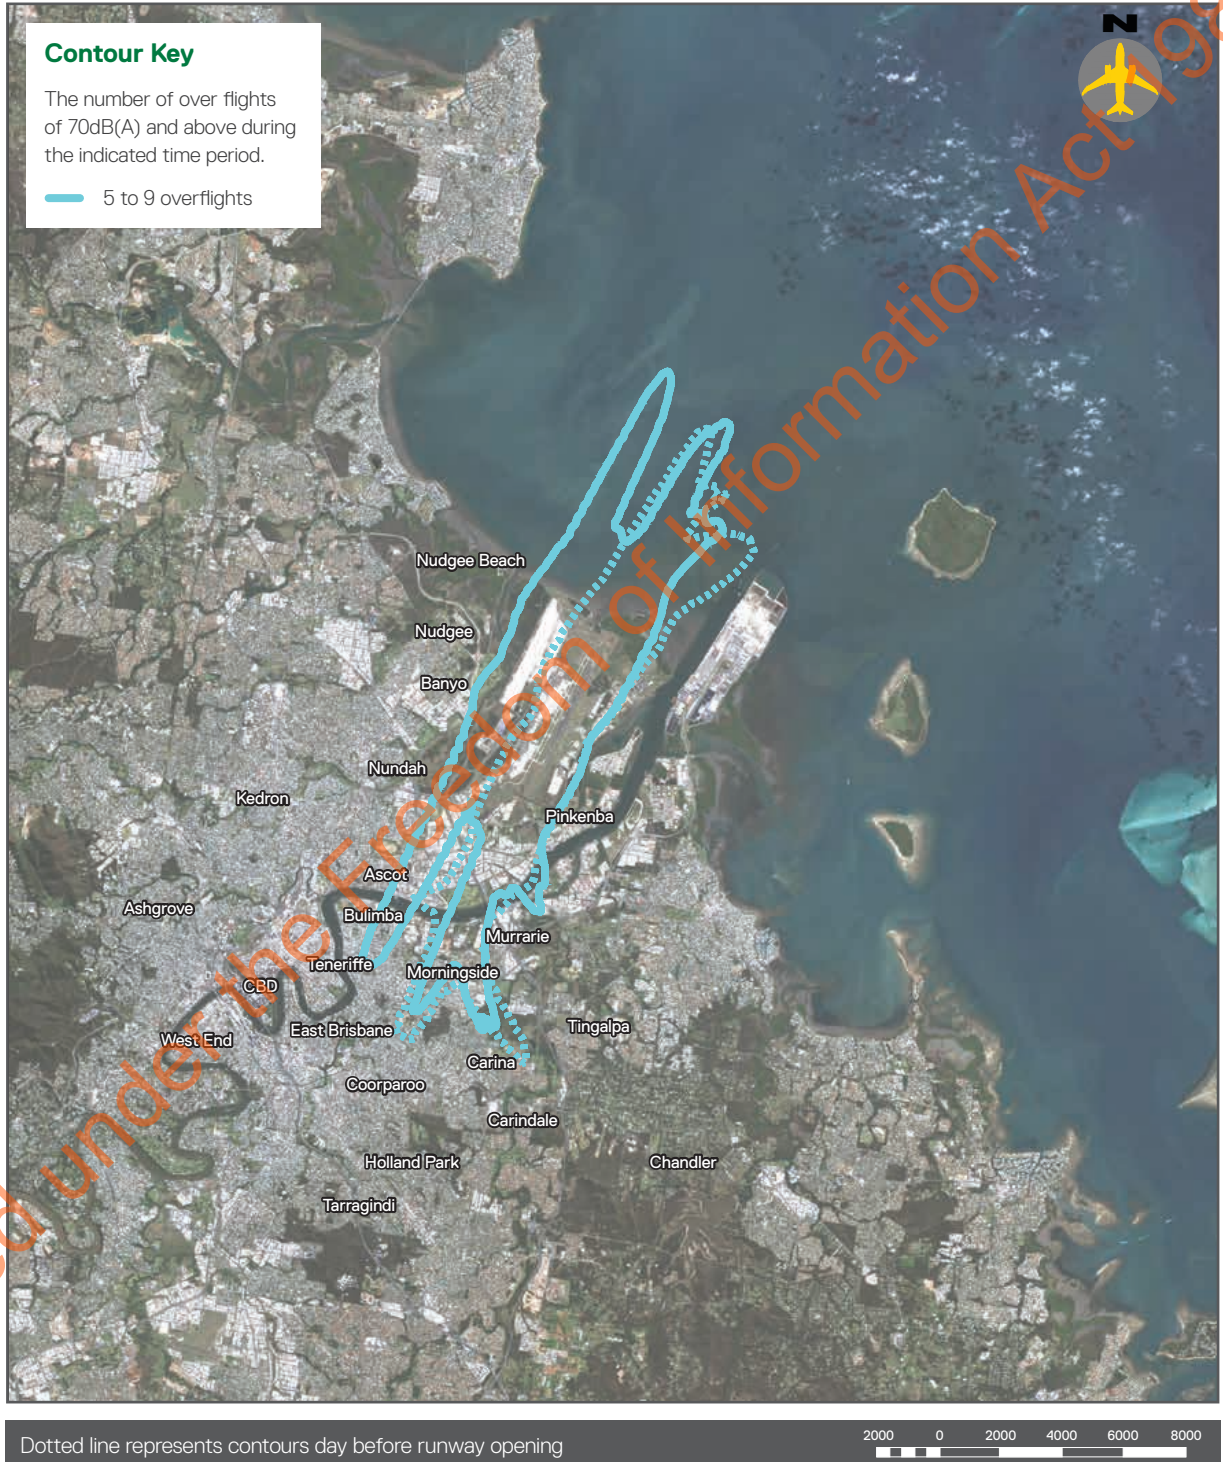 Contour Key
The number of over flights
of 70dB(A) and above during
the indicated time period.
5 to 9 overflights
N
Nudgee Beach
Nudgee
Banyo
Nundah
Kedron
Pinkenba
Ascot
Ashgrove
Bulimba
Murrarie
Teneriffe
Morningside
CBD
East Brisbane
Tingalpa
West End
Carina
Coorparoo
Carindale
Holland Park
Chandler
Tarragindi
under the Freedom of Information Act
Dotted line represents contours day before runway opening
2000 0 2000 4000 6000 8000